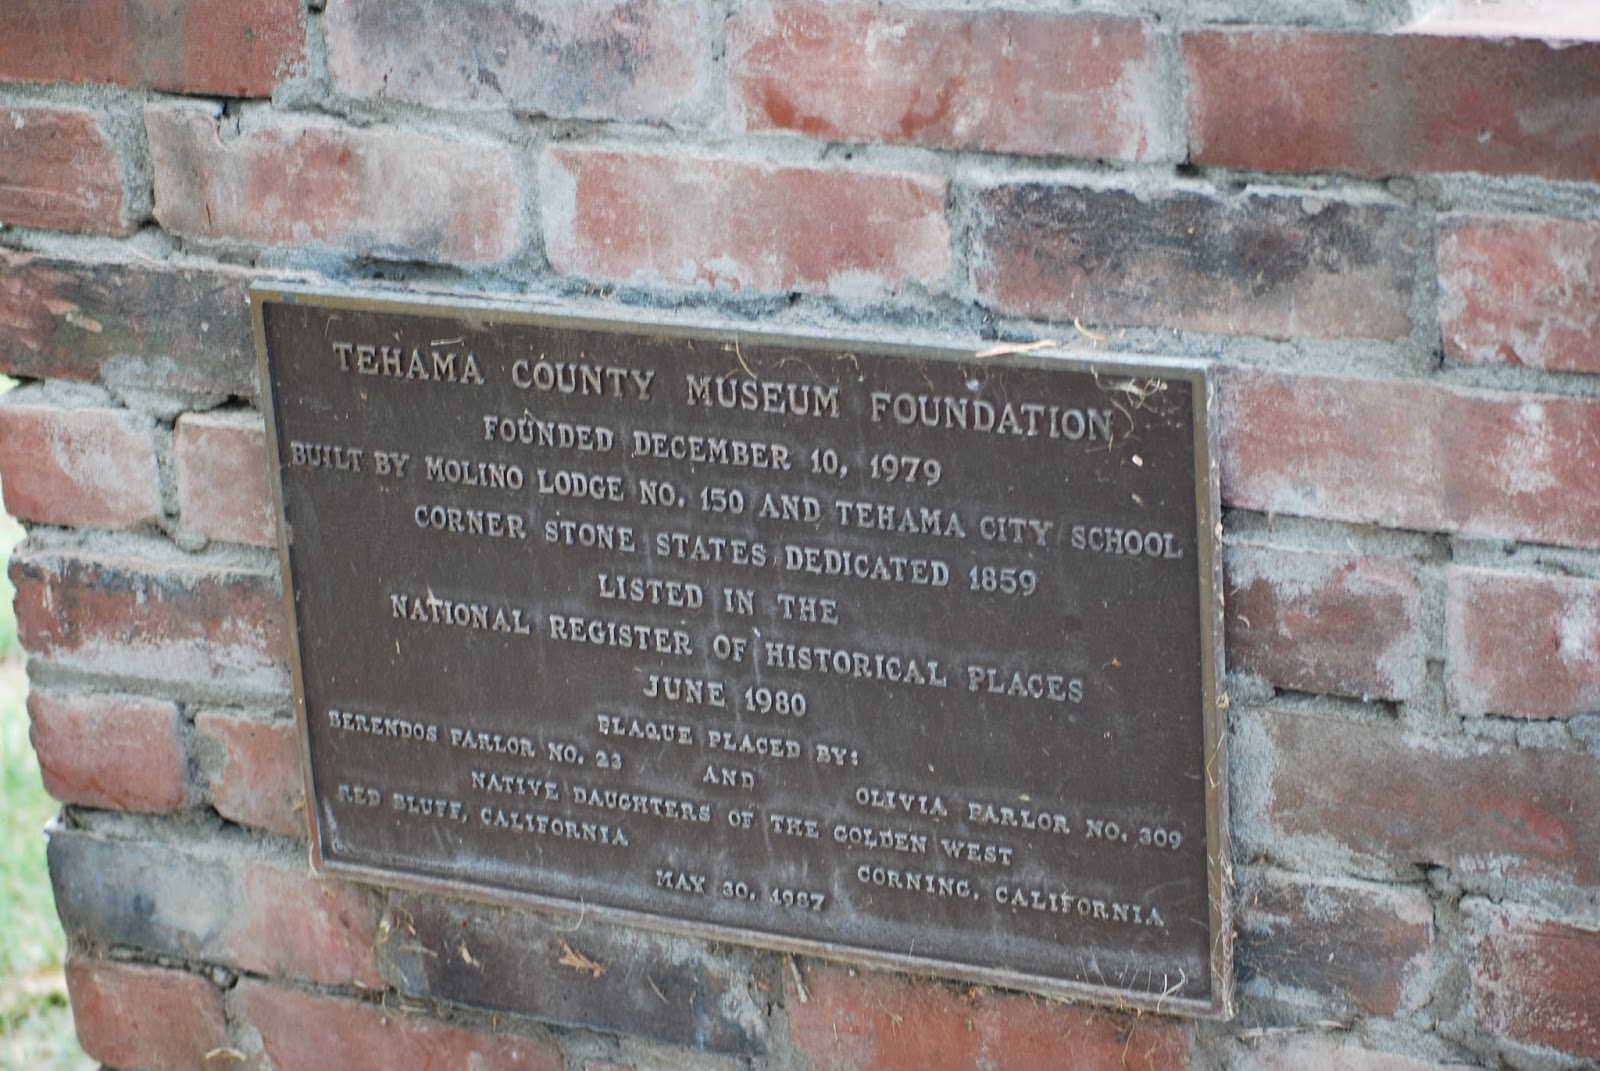 TEHAMA COUNTY MUSEUM FOUNDATION
FOUNDED DECEMBER 10, 1979
BUILT BY MOLINO LODGE NO. 150 AND TEHAMA CITY SCHOOL
CORNER STONE STATES DEDICATED 1859
LISTED IN THE
NATIONAL REGISTER OF HISTORICAL PLACES
JUNE 1980
PLAQUE PLACED BY:
BERENDOS PARLOR NO. 23 AND OLIVIA PARLOR NO. 309
NATIVE DAUGHTERS OF THE GOLDEN WEST
RED BLUFF, CALIFORNIA CORNING, CALIFORNIA
MAY 30, 1987